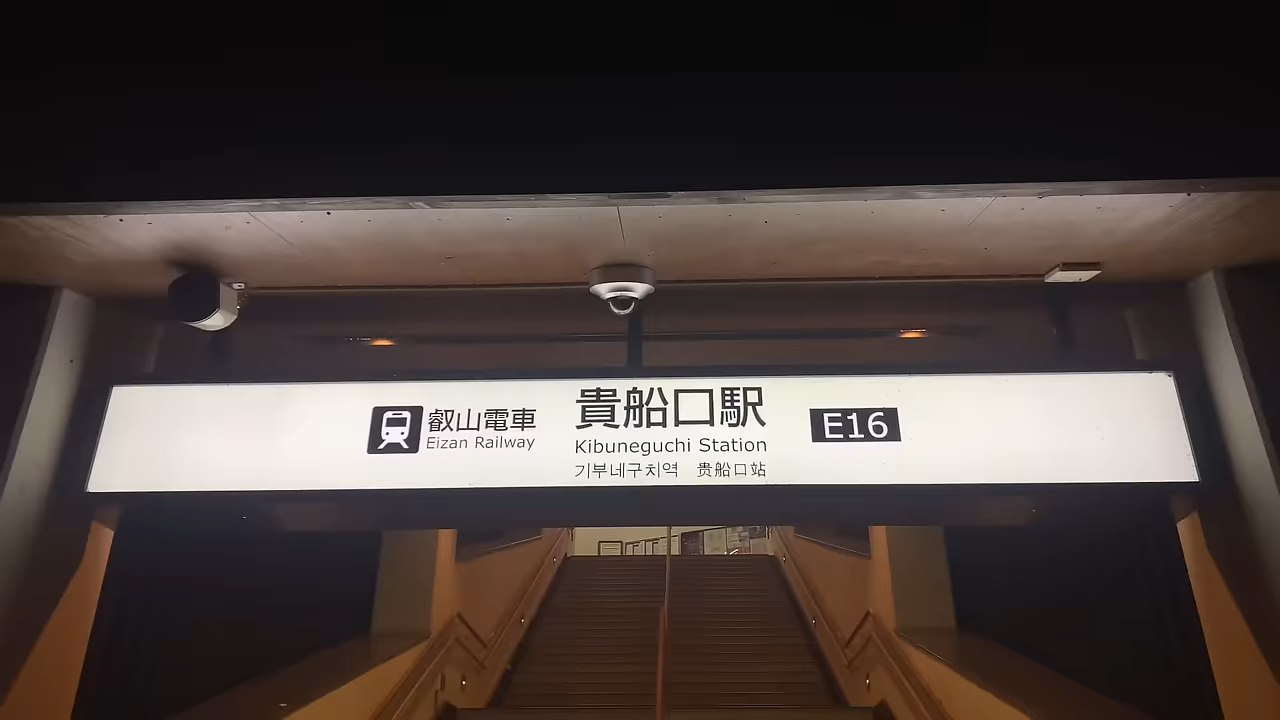 叡山電車
Eizan Railway
貴船口駅
Kibuneguchi Station
기부네구치역 贵船口站
E16